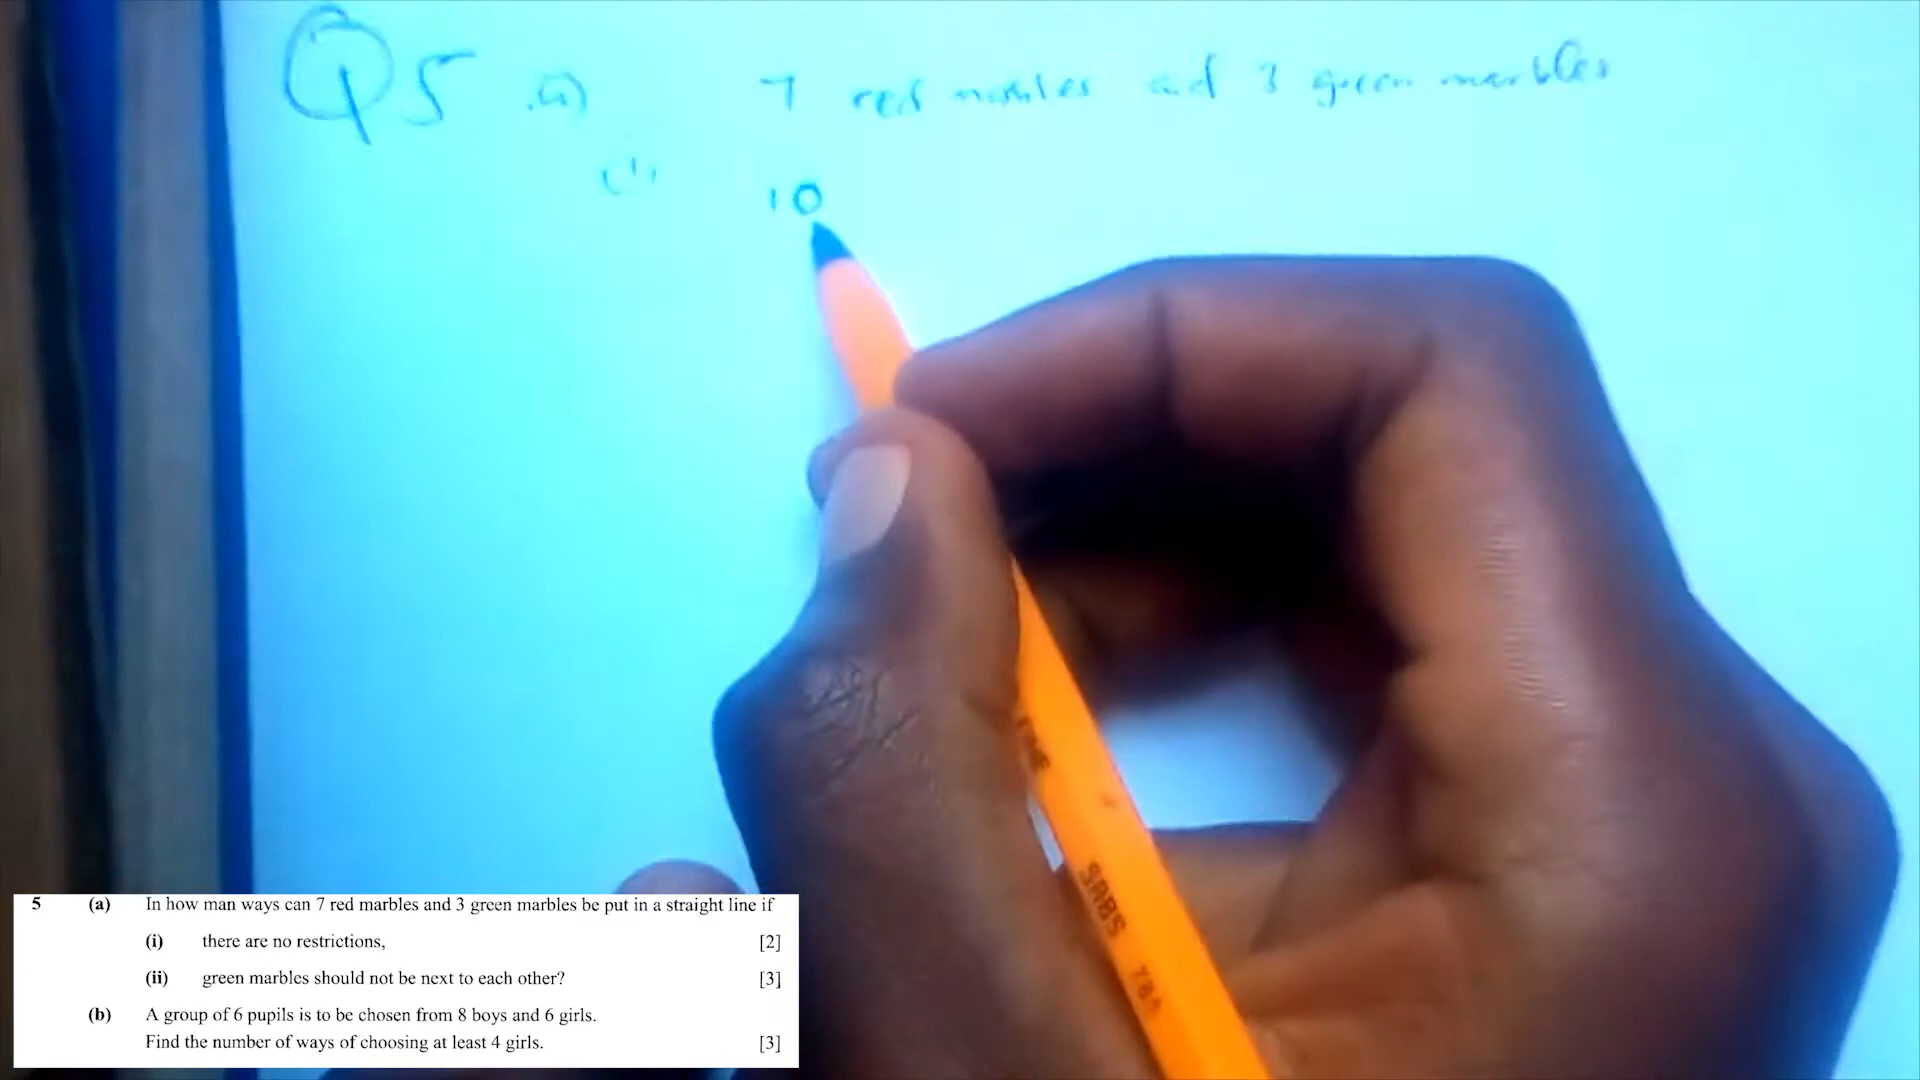 Q5 a) 7 red marbles and 3 green marbles
(i) 10
SABS
5 (a) In how man ways can 7 red marbles and 3 green marbles be put in a straight line if
(i) there are no restrictions, [2]
(ii) green marbles should not be next to each other? [3]
(b) A group of 6 pupils is to be chosen from 8 boys and 6 girls.
Find the number of ways of choosing at least 4 girls. [3]